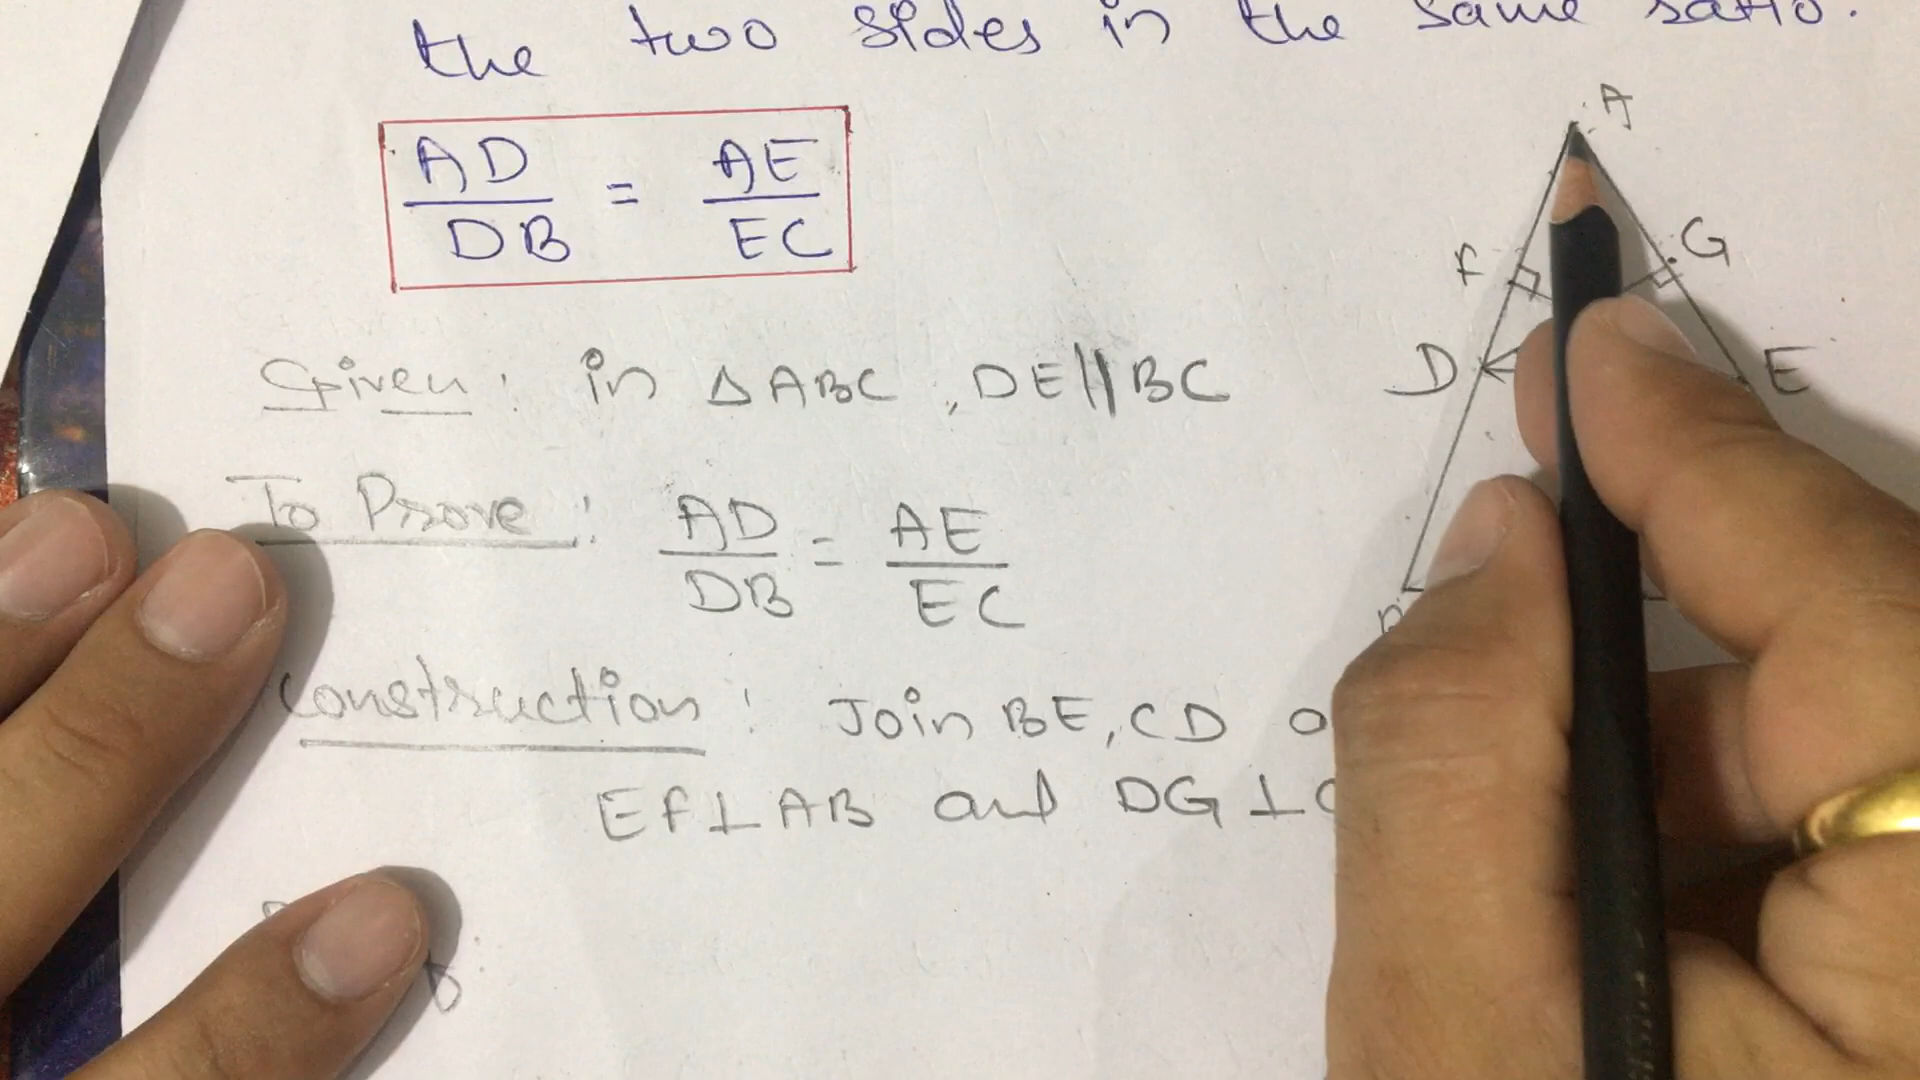 the two sides in the same ratio.
AD/DB = AE/EC
Given: in △ABC, DE||BC
To Prove: AD/DB = AE/EC
Construction: Join BE, CD
EF⊥AB and DG⊥
A
F
G
D
E
B